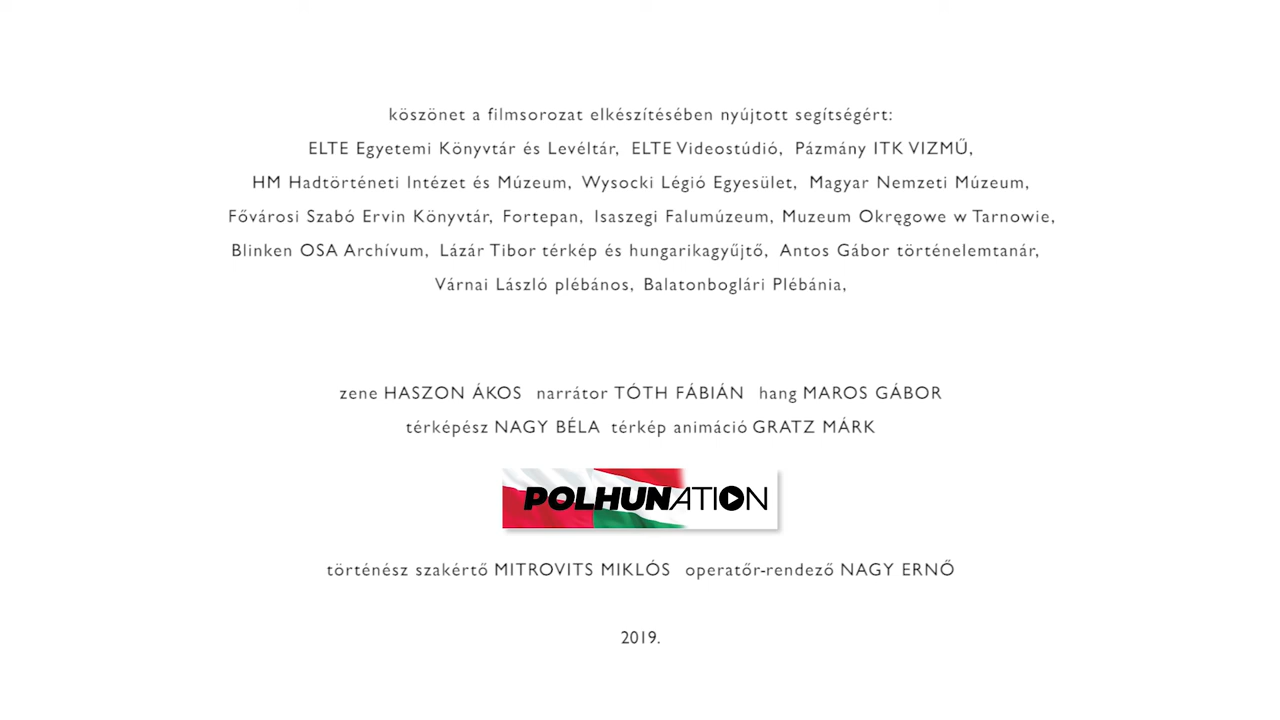 köszönet a filmsorozat elkészítésében nyújtott segítségért:
ELTE Egyetemi Könyvtár és Levéltár, ELTE Videostúdió, Pázmány ITK VIZMŰ,
HM Hadtörténeti Intézet és Múzeum, Wysocki Légió Egyesület, Magyar Nemzeti Múzeum,
Fővárosi Szabó Ervin Könyvtár, Fortepan, Isaszegi Falumúzeum, Muzeum Okręgowe w Tarnowie,
Blinken OSA Archívum, Lázár Tibor térkép és hungarikagyűjtő, Antos Gábor történelemtanár,
Várnai László plébános, Balatonboglári Plébánia,
zene HASZON ÁKOS narrátor TÓTH FÁBIÁN hang MAROS GÁBOR
térképész NAGY BÉLA térkép animáció GRATZ MÁRK
POLHUNATION
történész szakértő MITROVITS MIKLÓS operatőr-rendező NAGY ERNŐ
2019.